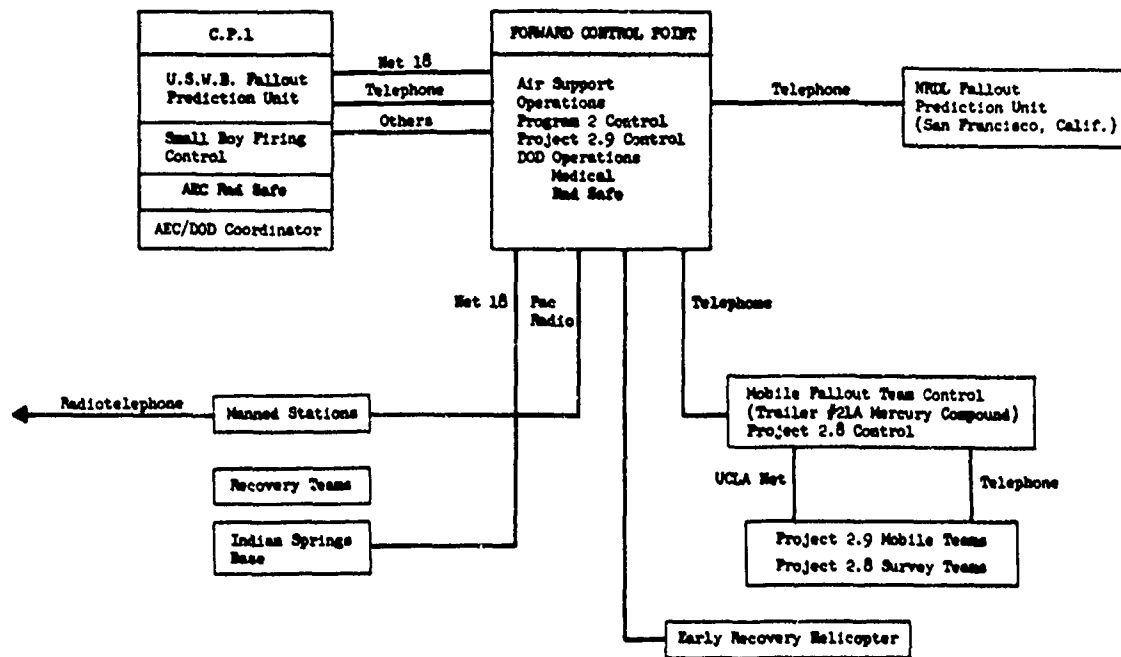 C.P.1
U.S.W.B. Fallout
Prediction Unit
Small Boy Firing
Control
AEC Rad Safe
AEC/DOD Coordinator
Net 18
Telephone
Others
FORWARD CONTROL POINT
Air Support
Operations
Program 2 Control
Project 2.9 Control
DOD Operations
Medical
Rad Safe
Telephone
NRDL Fallout
Prediction Unit
(San Francisco, Calif.)
Net 18
Pac
Radio
Telephone
Radiotelephone
Manned Stations
Recovery Teams
Indian Springs
Base
Mobile Fallout Team Control
(Trailer #21A Mercury Compound)
Project 2.8 Control
UCLA Net
Telephone
Project 2.9 Mobile Teams
Project 2.8 Survey Teams
Early Recovery Helicopter